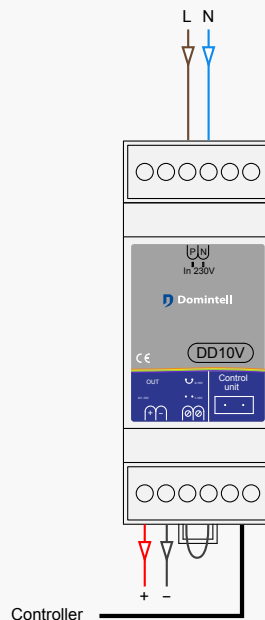 L N
P N
In 230V
Domintell
CE
DD10V
OUT
Control
unit
+ −
+ −
Controller